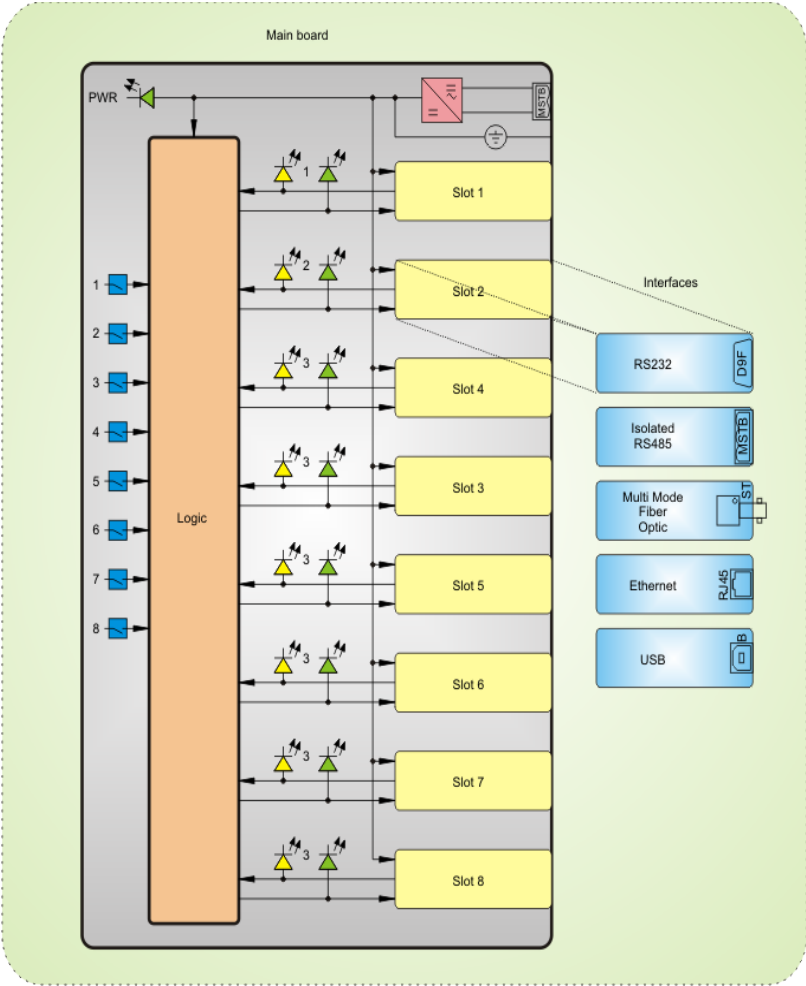 Main board
PWR
MSTB
1
Slot 1
2
Slot 2
3
Slot 4
3
Slot 3
3
Slot 5
3
Slot 6
3
Slot 7
3
Slot 8
1
2
3
4
5
6
7
8
Logic
Interfaces
RS232
D9F
Isolated
RS485
MSTB
Multi Mode
Fiber
Optic
ST
Ethernet
RJ45
USB
B